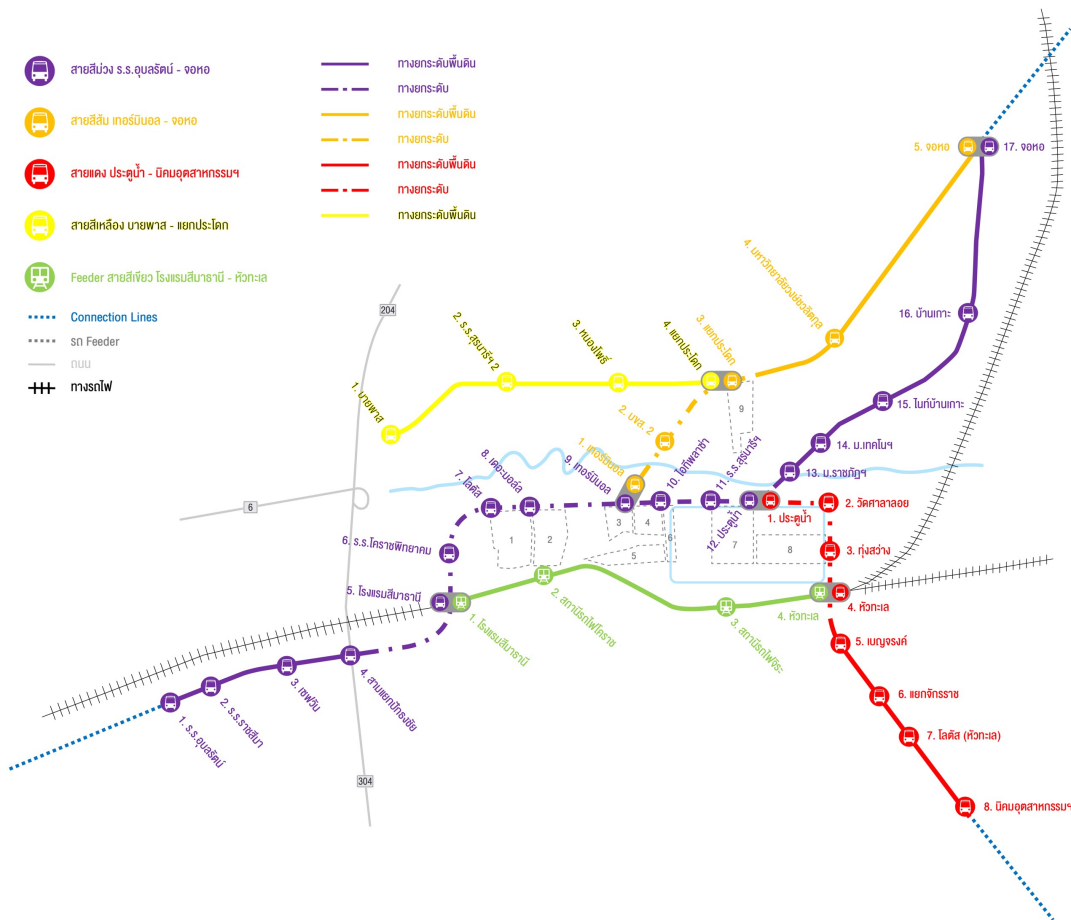 สายสีม่วง ร.ร.อุบลรัตน์ - จอหอ
สายสีส้ม เทอร์มินอล - จอหอ
สายแดง ประตูน้ำ - นิคมอุตสาหกรรมฯ
สายสีเหลือง บายพาส - แยกประโดก
Feeder สายสีเขียว โรงแรมสีมาธานี - หัวทะเล
Connection Lines
รถ Feeder
ถนน
ทางรถไฟ
ทางยกระดับพื้นดิน
ทางยกระดับ
ทางยกระดับพื้นดิน
ทางยกระดับ
ทางยกระดับพื้นดิน
ทางยกระดับ
ทางยกระดับพื้นดิน
5. จอหอ
17. จอหอ
4. มหาวิทยาลัยวงษ์ชวลิตกุล
16. บ้านเกาะ
204
2. ร.ร.สุรนารีฯ 2
3. หนองไผ่ธิ์
4. แยกประโดก
3. แยกประโดก
1. บายพาส
9
15. ไนท์บ้านเกาะ
2. บขส. 2
14. ม.เทคโนฯ
13. ม.ราชภัฏฯ
1. เทอร์มินอล
7. โลตัส
8. เดอะมอล์ล
9. เทอร์มินอล
10. ไอทีพลาซ่า
11. ร.ร.สุรนารีฯ
12. ประตูน้ำ
1. ประตูน้ำ
2. วัดศาลาลอย
6
1
2
3
4
5
6
7
8
6. ร.ร.โคราชพิทยาคม
3. ทุ่งสว่าง
5. โรงแรมสีมาธานี
1. โรงแรมสีมาธานี
2. สถานีรถไฟโคราช
3. สถานีรถไฟจิระ
4. หัวทะเล
4. หัวทะเล
5. เบญจรงค์
6. แยกจักรราช
7. โลตัส (หัวทะเล)
8. นิคมอุตสาหกรรมฯ
1. ร.ร.อุบลรัตน์
2. ร.ร.ราชสีมา
3. เซฟวัน
4. สามแยกปักธงชัย
304